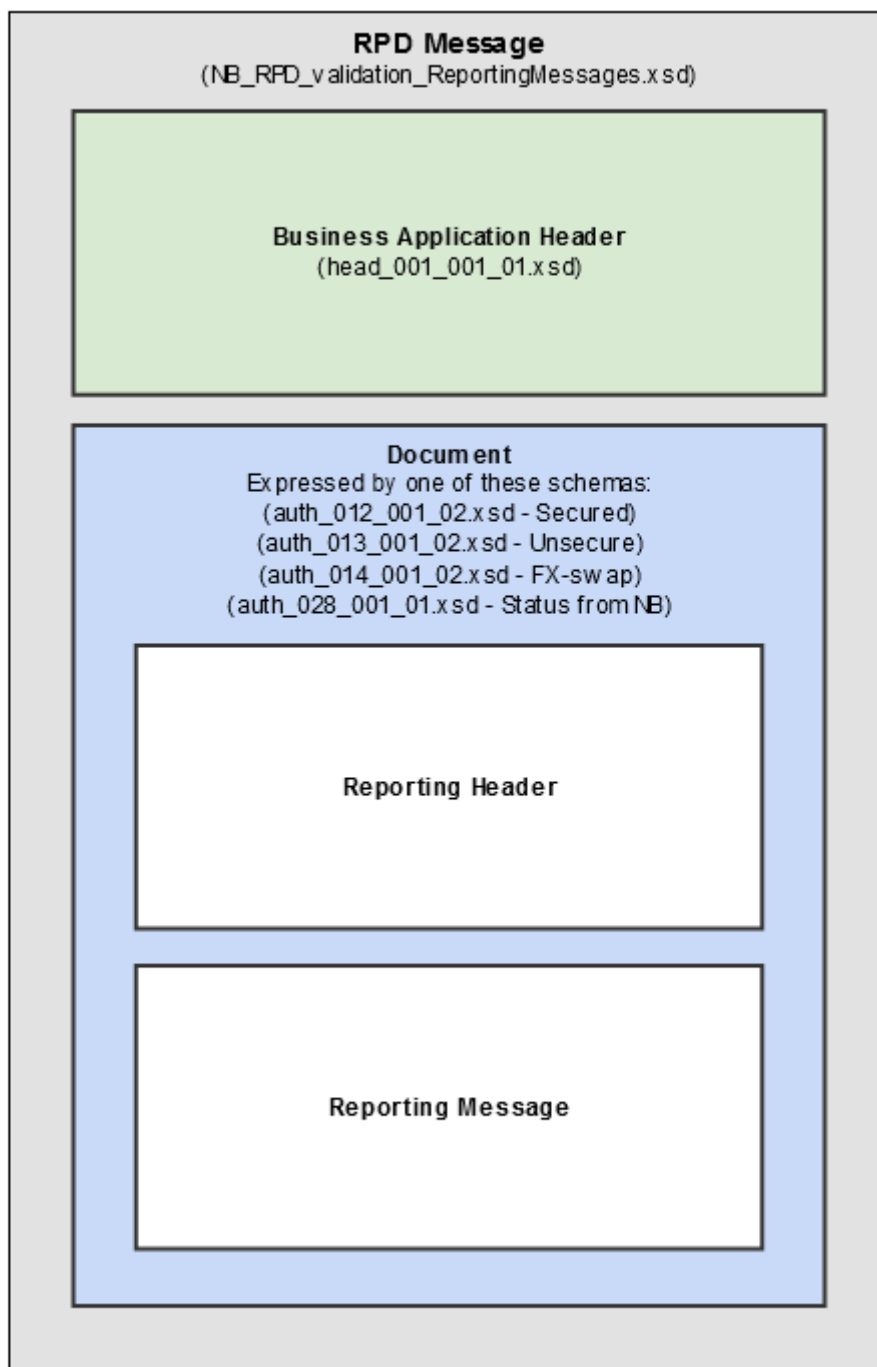 RPD Message
(NB_RPD_validation_ReportingMessages.xsd)
Business Application Header
(head_001_001_01.xsd)
Document
Expressed by one of these schemas:
(auth_012_001_02.xsd - Secured)
(auth_013_001_02.xsd - Unsecure)
(auth_014_001_02.xsd - FX-swap)
(auth_028_001_01.xsd - Status from NB)
Reporting Header
Reporting Message